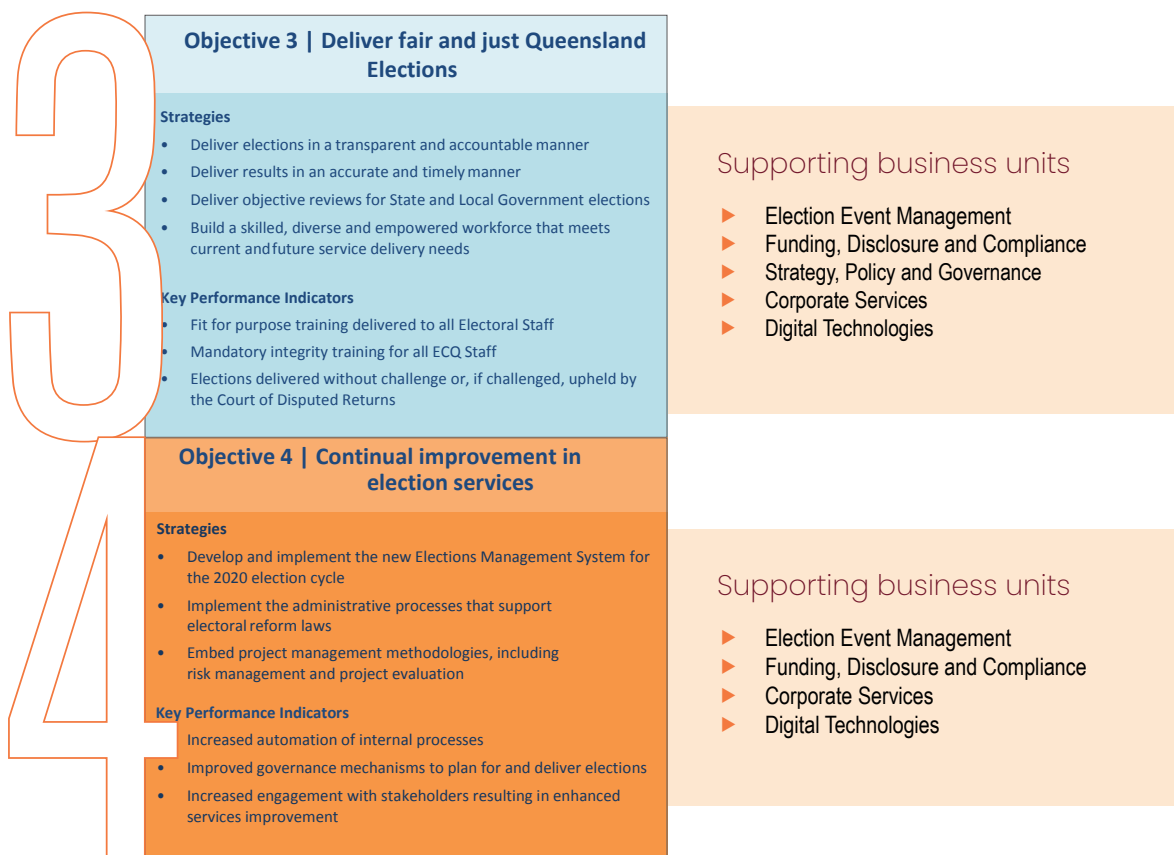 3
Objective 3 | Deliver fair and just Queensland
Elections
Strategies
• Deliver elections in a transparent and accountable manner
• Deliver results in an accurate and timely manner
• Deliver objective reviews for State and Local Government elections
• Build a skilled, diverse and empowered workforce that meets
current andfuture service delivery needs
Key Performance Indicators
• Fit for purpose training delivered to all Electoral Staff
• Mandatory integrity training for all ECQ Staff
• Elections delivered without challenge or, if challenged, upheld by
the Court of Disputed Returns
Supporting business units
Election Event Management
Funding, Disclosure and Compliance
Strategy, Policy and Governance
Corporate Services
Digital Technologies
4
Objective 4 | Continual improvement in
election services
Strategies
• Develop and implement the new Elections Management System for
the 2020 election cycle
• Implement the administrative processes that support
electoral reform laws
• Embed project management methodologies, including
risk management and project evaluation
Key Performance Indicators
Increased automation of internal processes
• Improved governance mechanisms to plan for and deliver elections
• Increased engagement with stakeholders resulting in enhanced
services improvement
Supporting business units
Election Event Management
Funding, Disclosure and Compliance
Corporate Services
Digital Technologies